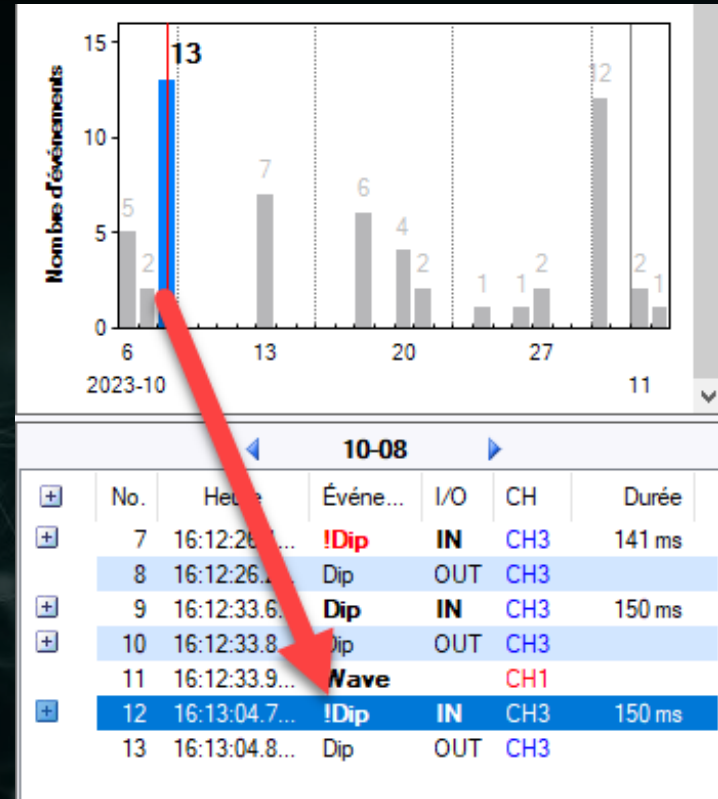 Nombre d'événements
15
10
5
0
5 2 13 7 6 4 2 1 1 2 12 2 1
6 13 20 27
2023-10 11
10-08
No. Heure Événe... I/O CH Durée
7 16:12:26.... !Dip IN CH3 141 ms
8 16:12:26.2... Dip OUT CH3
9 16:12:33.6... Dip IN CH3 150 ms
10 16:12:33.8... Dip OUT CH3
11 16:12:33.9... Wave CH1
12 16:13:04.7... !Dip IN CH3 150 ms
13 16:13:04.8... Dip OUT CH3